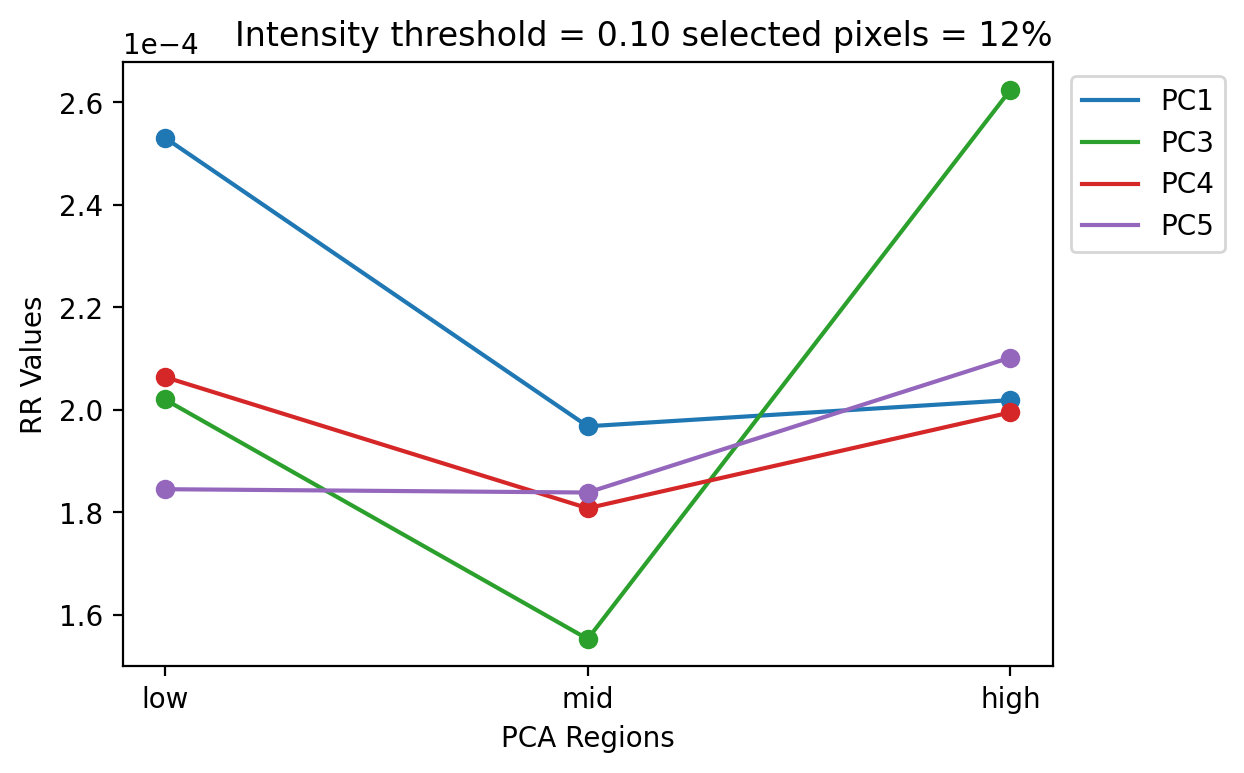 1e−4
Intensity threshold = 0.10 selected pixels = 12%
2.6
2.4
2.2
2.0
1.8
1.6
RR Values
low
mid
high
PCA Regions
PC1
PC3
PC4
PC5